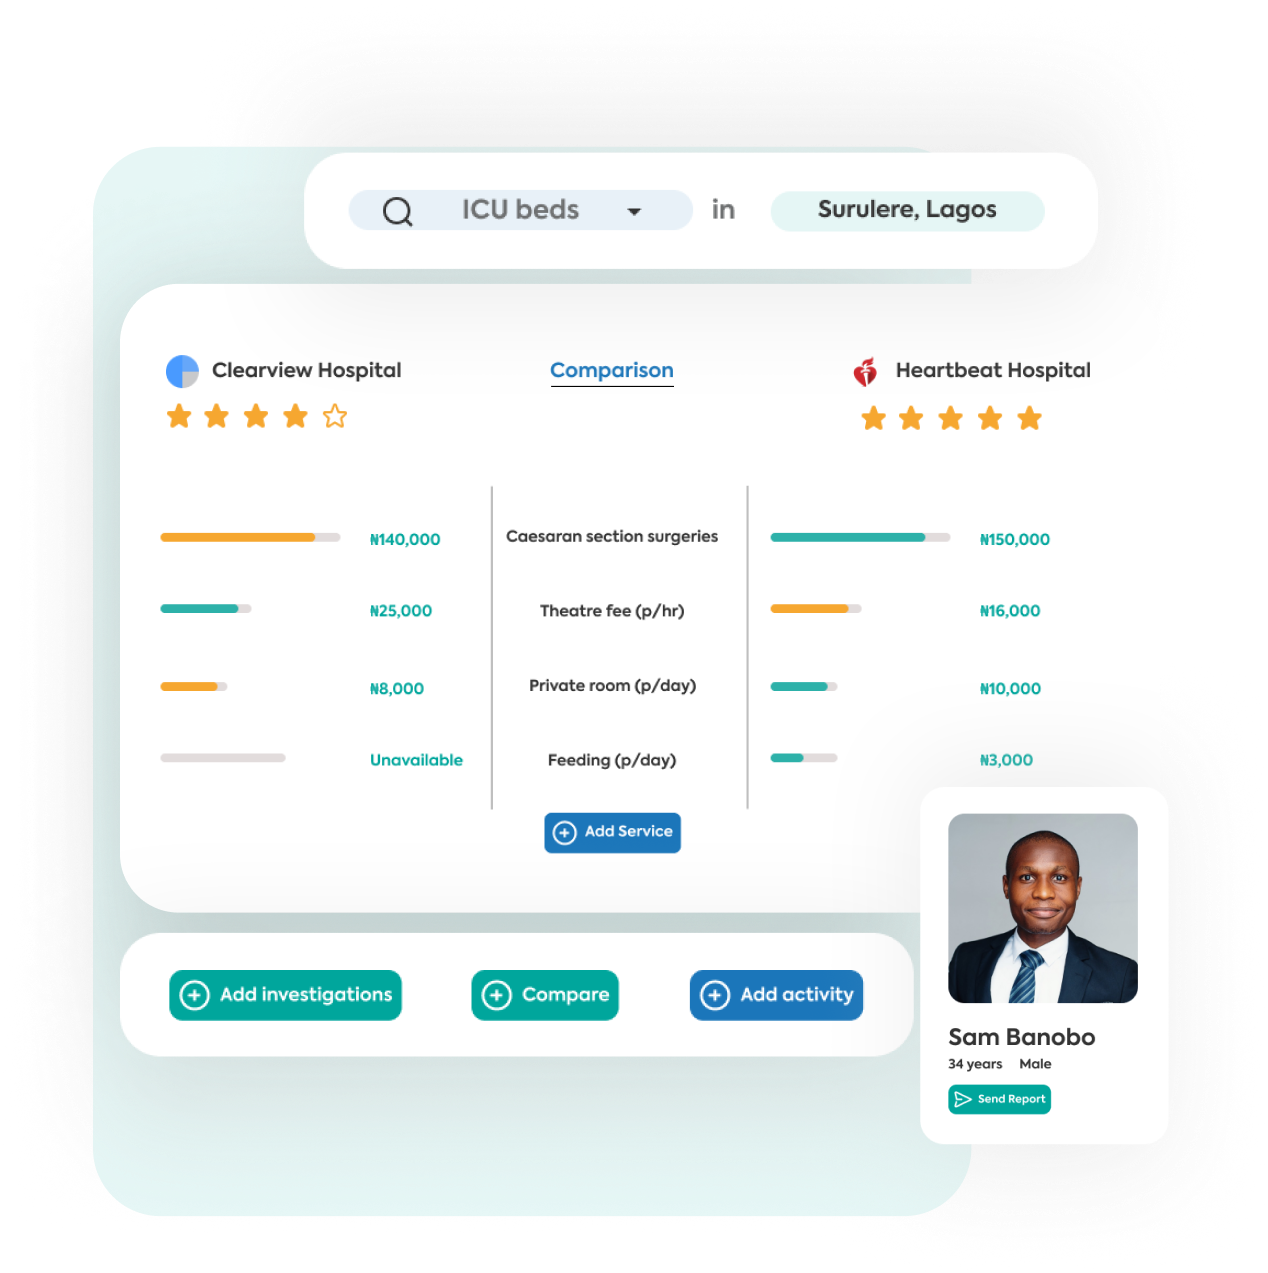 ICU beds in Surulere, Lagos
Clearview Hospital Comparison Heartbeat Hospital
₦140,000 Caesaran section surgeries ₦150,000
₦25,000 Theatre fee (p/hr) ₦16,000
₦8,000 Private room (p/day) ₦10,000
Unavailable Feeding (p/day) ₦3,000
Add Service
Add investigations Compare Add activity
Sam Banobo
34 years Male
Send Report